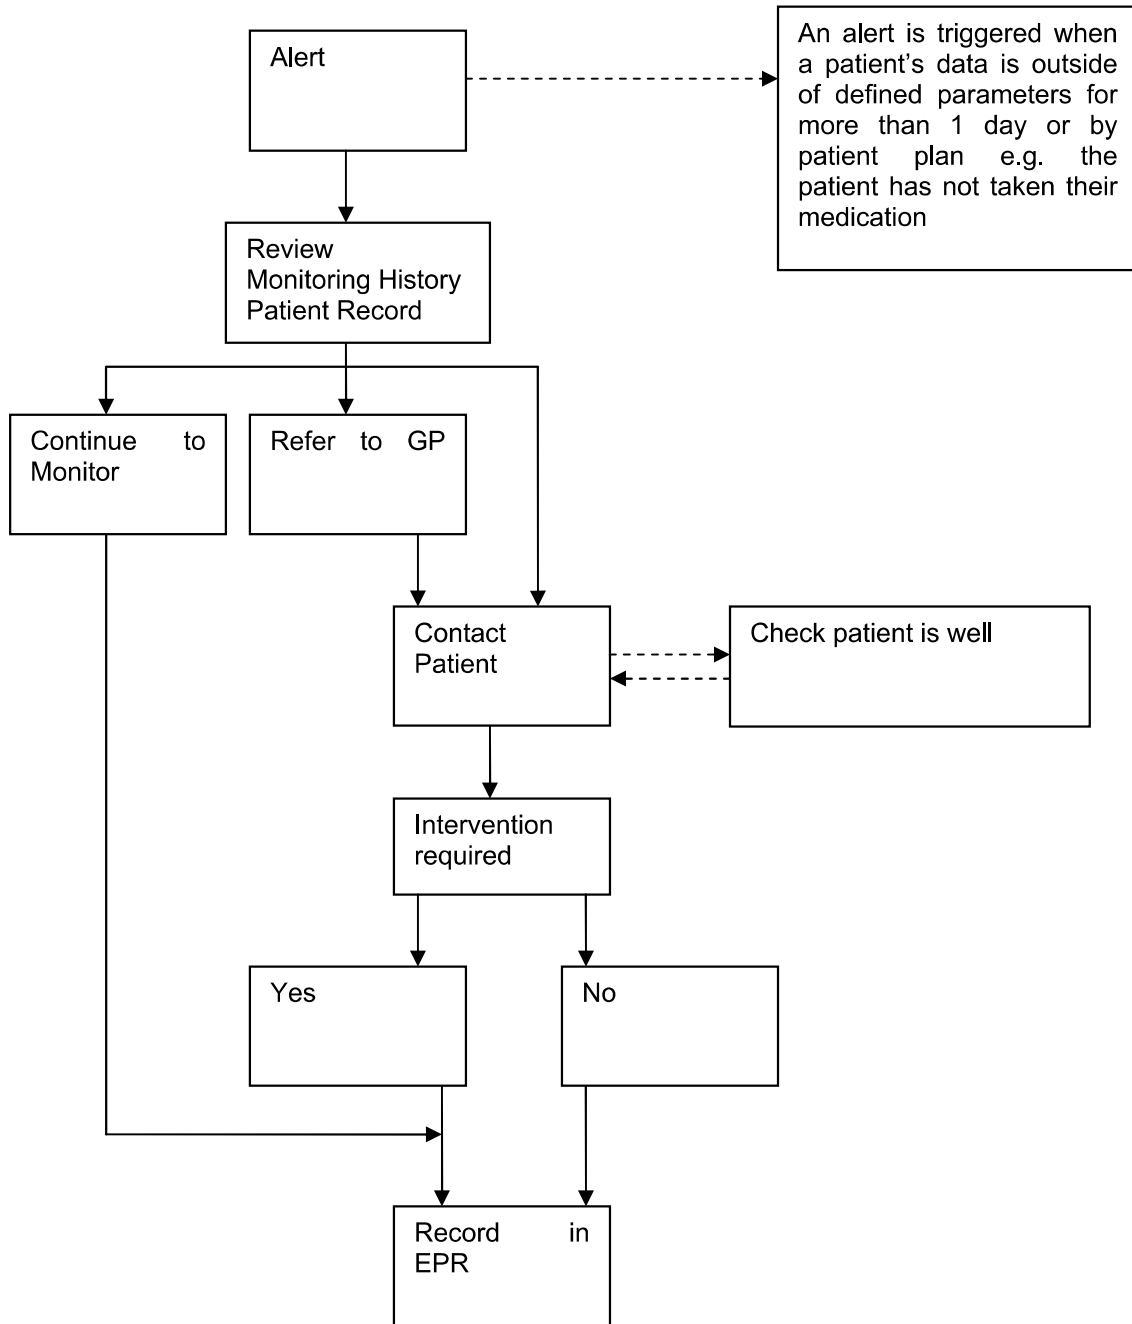 Alert
An alert is triggered when
a patient’s data is outside
of defined parameters for
more than 1 day or by
patient plan e.g. the
patient has not taken their
medication
Review
Monitoring History
Patient Record
Continue to
Monitor
Refer to GP
Contact
Patient
Check patient is well
Intervention
required
Yes
No
Record in
EPR